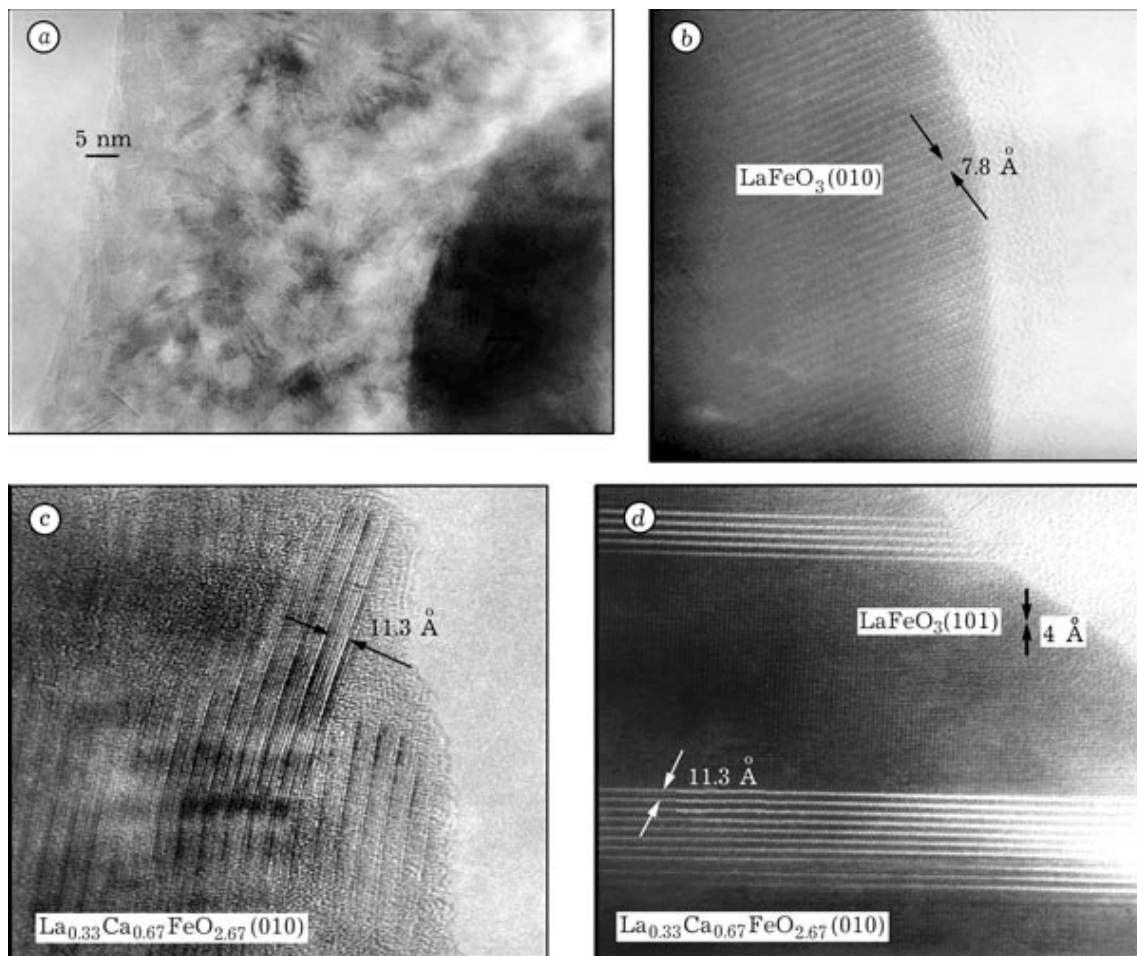 a
5 nm
b
LaFeO₃(010)
7.8 Å
c
11.3 Å
La₀.₃₃Ca₀.₆₇FeO₂.₆₇(010)
d
LaFeO₃(101)
4 Å
11.3 Å
La₀.₃₃Ca₀.₆₇FeO₂.₆₇(010)